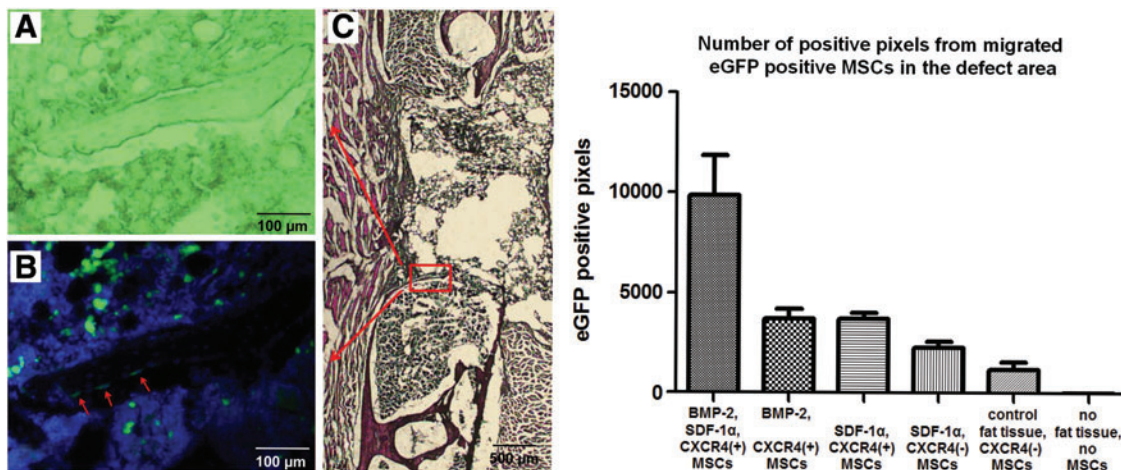 A
100 µm
B
100 µm
C
500 µm
Number of positive pixels from migrated
eGFP positive MSCs in the defect area
eGFP positive pixels
15000
10000
5000
0
BMP-2,
SDF-1α,
CXCR4(+)
MSCs
BMP-2,
CXCR4(+)
MSCs
SDF-1α,
CXCR4(+)
MSCs
SDF-1α,
CXCR4(-)
MSCs
control
fat tissue,
CXCR4(-)
MSCs
no
fat tissue,
no
MSCs